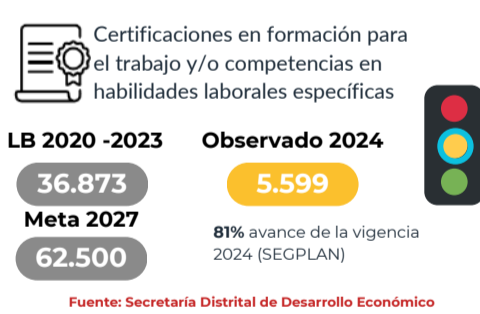 Certificaciones en formación para
el trabajo y/o competencias en
habilidades laborales específicas
LB 2020 -2023
36.873
Meta 2027
62.500
Observado 2024
5.599
81% avance de la vigencia
2024 (SEGPLAN)
Fuente: Secretaría Distrital de Desarrollo Económico